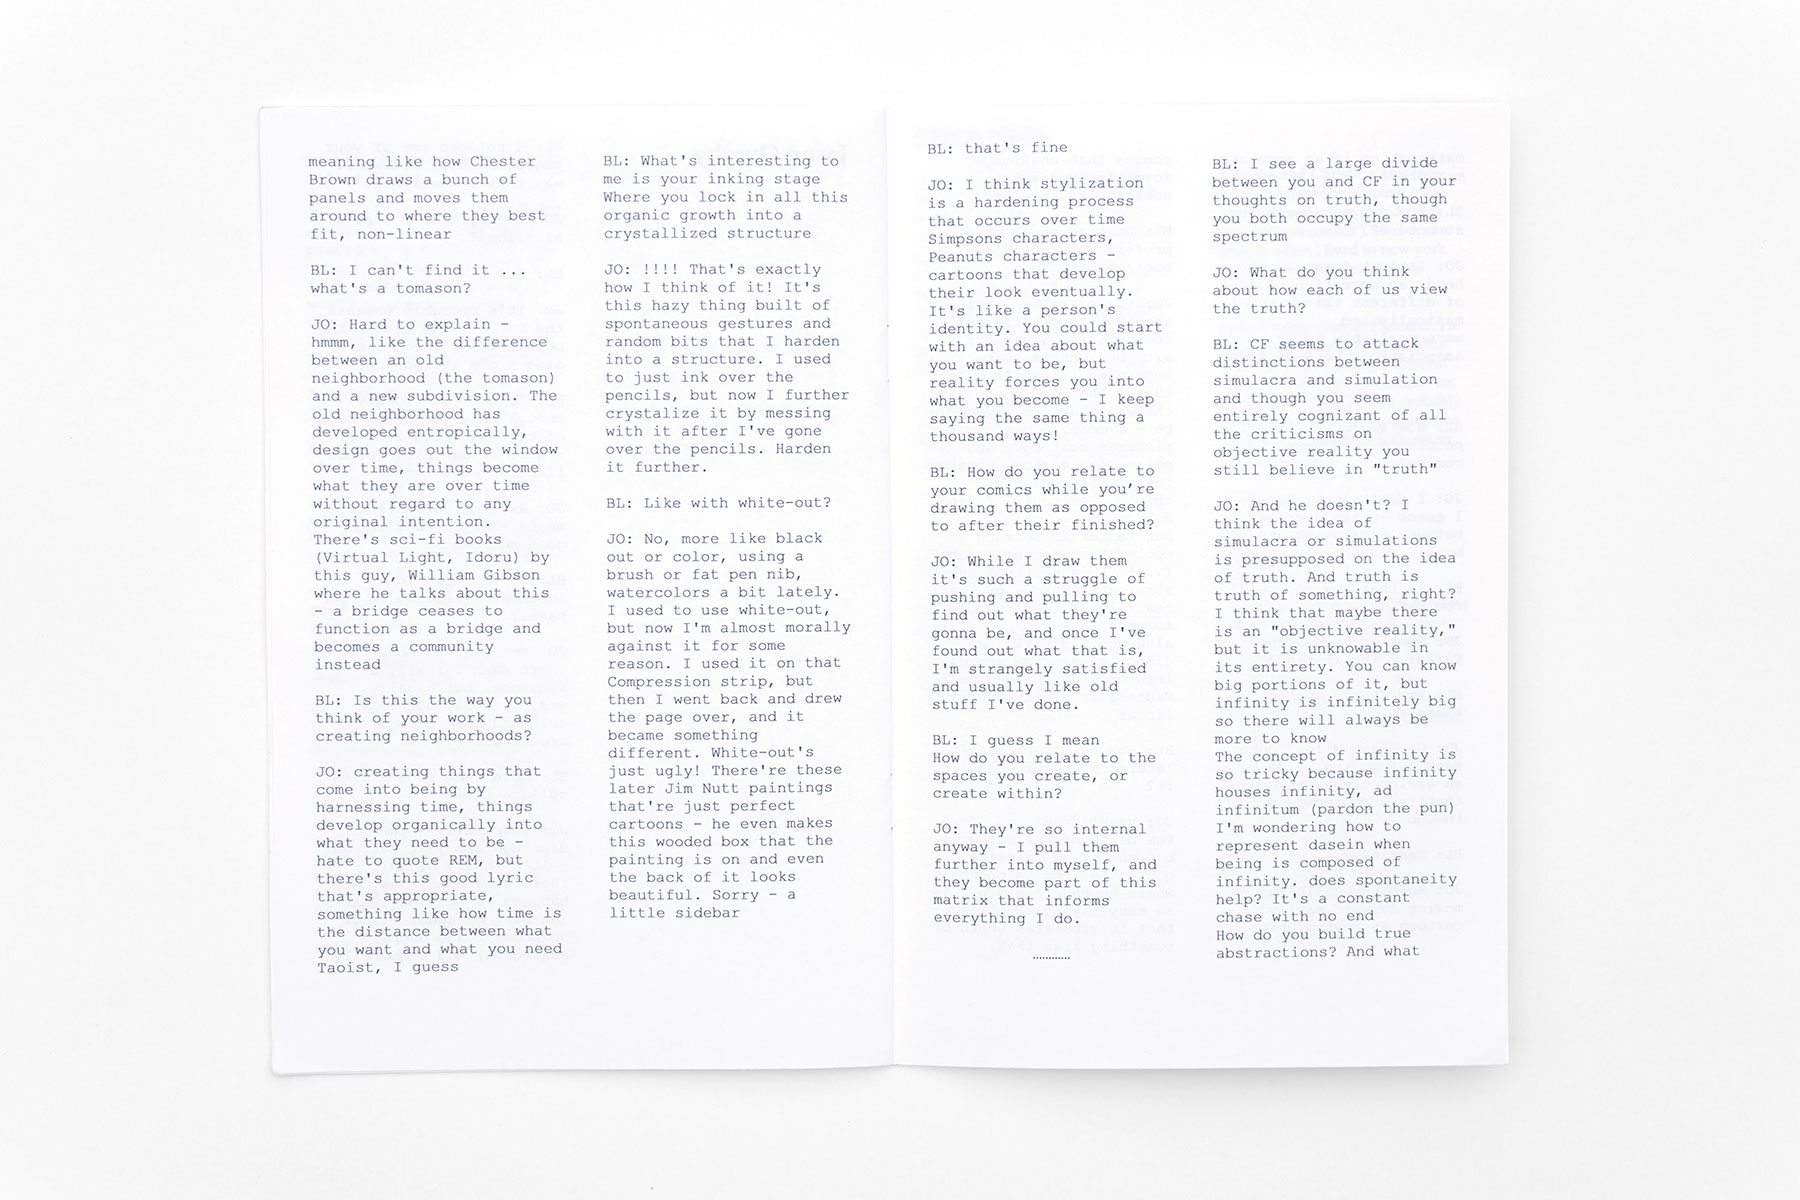 meaning like how Chester
Brown draws a bunch of
panels and moves them
around to where they best
fit, non-linear
BL: I can't find it ...
what's a tomason?
JO: Hard to explain –
hmmm, like the difference
between an old
neighborhood (the tomason)
and a new subdivision. The
old neighborhood has
developed entropically,
design goes out the window
over time, things become
what they are over time
without regard to any
original intention.
There's sci-fi books
(Virtual Light, Idoru) by
this guy, William Gibson
where he talks about this
– a bridge ceases to
function as a bridge and
becomes a community
instead
BL: Is this the way you
think of your work – as
creating neighborhoods?
JO: creating things that
come into being by
harnessing time, things
develop organically into
what they need to be –
hate to quote REM, but
there's this good lyric
that's appropriate,
something like how time is
the distance between what
you want and what you need
Taoist, I guess
BL: What's interesting to
me is your inking stage
Where you lock in all this
organic growth into a
crystallized structure
JO: !!!! That's exactly
how I think of it! It's
this hazy thing built of
spontaneous gestures and
random bits that I harden
into a structure. I used
to just ink over the
pencils, but now I further
crystalize it by messing
with it after I've gone
over the pencils. Harden
it further.
BL: Like with white-out?
JO: No, more like black
out or color, using a
brush or fat pen nib,
watercolors a bit lately.
I used to use white-out,
but now I'm almost morally
against it for some
reason. I used it on that
Compression strip, but
then I went back and drew
the page over, and it
became something
different. White-out's
just ugly! There're these
later Jim Nutt paintings
that're just perfect
cartoons – he even makes
this wooded box that the
painting is on and even
the back of it looks
beautiful. Sorry – a
little sidebar
BL: that's fine
JO: I think stylization
is a hardening process
that occurs over time
Simpsons characters,
Peanuts characters –
cartoons that develop
their look eventually.
It's like a person's
identity. You could start
with an idea about what
you want to be, but
reality forces you into
what you become – I keep
saying the same thing a
thousand ways!
BL: How do you relate to
your comics while you’re
drawing them as opposed
to after their finished?
JO: While I draw them
it's such a struggle of
pushing and pulling to
find out what they're
gonna be, and once I've
found out what that is,
I'm strangely satisfied
and usually like old
stuff I've done.
BL: I guess I mean
How do you relate to the
spaces you create, or
create within?
JO: They're so internal
anyway – I pull them
further into myself, and
they become part of this
matrix that informs
everything I do.
............
BL: I see a large divide
between you and CF in your
thoughts on truth, though
you both occupy the same
spectrum
JO: What do you think
about how each of us view
the truth?
BL: CF seems to attack
distinctions between
simulacra and simulation
and though you seem
entirely cognizant of all
the criticisms on
objective reality you
still believe in "truth"
JO: And he doesn't? I
think the idea of
simulacra or simulations
is presupposed on the idea
of truth. And truth is
truth of something, right?
I think that maybe there
is an "objective reality,"
but it is unknowable in
its entirety. You can know
big portions of it, but
infinity is infinitely big
so there will always be
more to know
The concept of infinity is
so tricky because infinity
houses infinity, ad
infinitum (pardon the pun)
I'm wondering how to
represent dasein when
being is composed of
infinity. does spontaneity
help? It's a constant
chase with no end
How do you build true
abstractions? And what